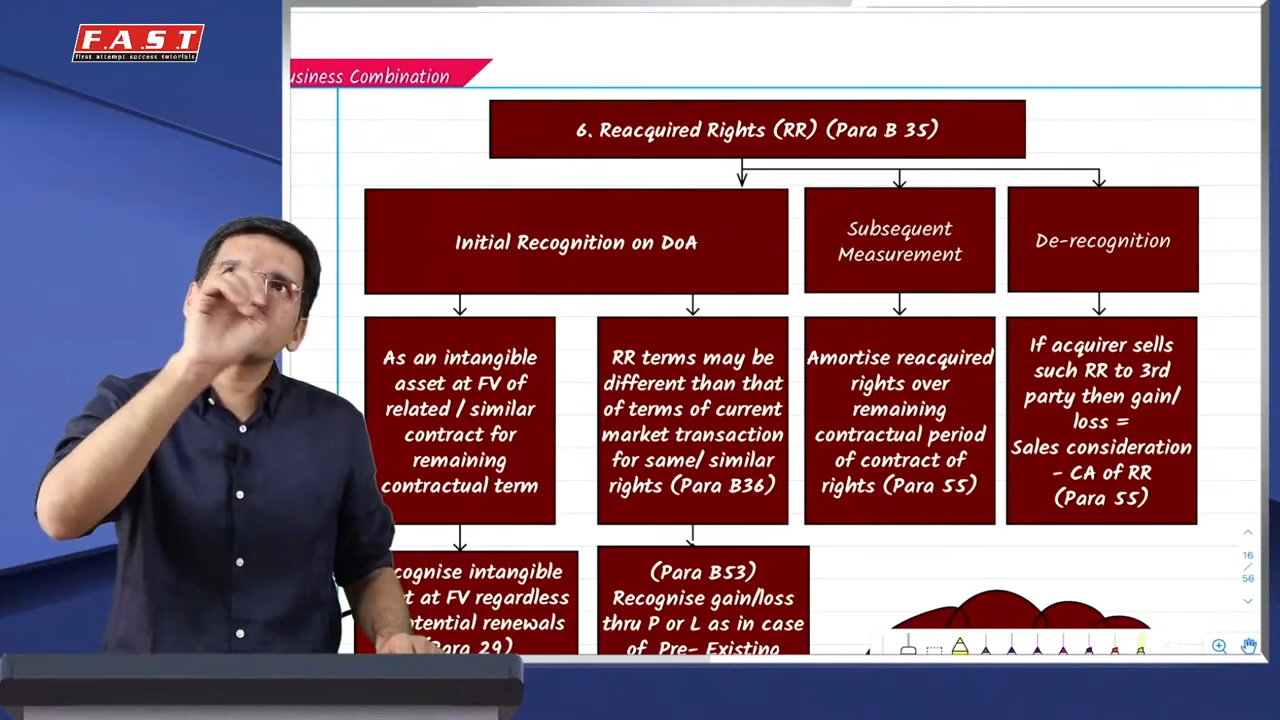 F.A.S.T
first attempt success tutorials
usiness Combination
6. Reacquired Rights (RR) (Para B 35)
Initial Recognition on DoA
Subsequent
Measurement
De-recognition
As an intangible
asset at FV of
related / similar
contract for
remaining
contractual term
RR terms may be
different than that
of terms of current
market transaction
for same/ similar
rights (Para B36)
Amortise reacquired
rights over
remaining
contractual period
of contract of
rights (Para 55)
If acquirer sells
such RR to 3rd
party then gain/
loss =
Sales consideration
- CA of RR
(Para 55)
cognise intangible
t at FV regardless
otential renewals
(Para 29)
(Para B53)
Recognise gain/loss
thru P or L as in case
of Pre- Existing
16
/
56